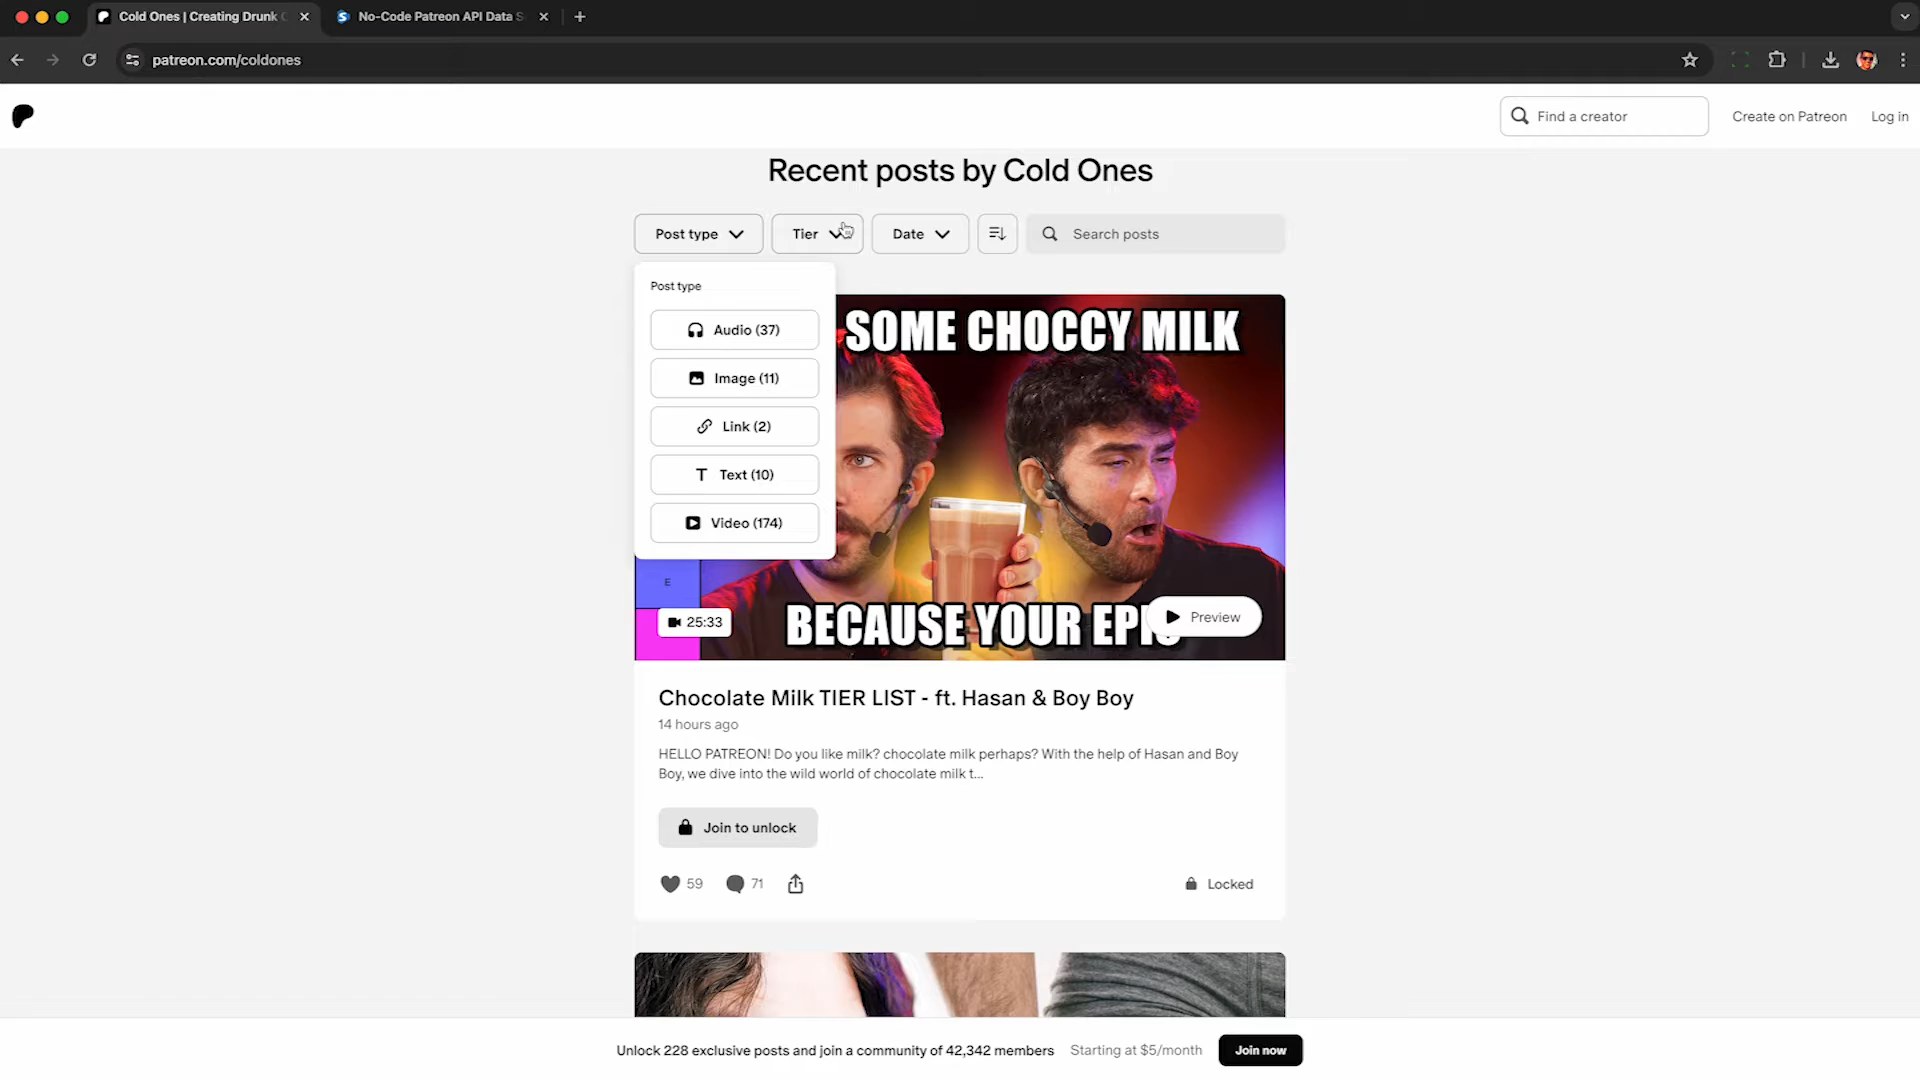 Cold Ones | Creating Drunk C
No-Code Patreon API Data S
patreon.com/coldones
Find a creator
Create on Patreon
Log in
Recent posts by Cold Ones
Post type
Tier
Date
Search posts
Post type
Audio (37)
Image (11)
Link (2)
Text (10)
Video (174)
SOME CHOCCY MILK
E
25:33
BECAUSE YOUR EPIC
Preview
Chocolate Milk TIER LIST - ft. Hasan & Boy Boy
14 hours ago
HELLO PATREON! Do you like milk? chocolate milk perhaps? With the help of Hasan and Boy
Boy, we dive into the wild world of chocolate milk t...
Join to unlock
59
71
Locked
Unlock 228 exclusive posts and join a community of 42,342 members
Starting at $5/month
Join now